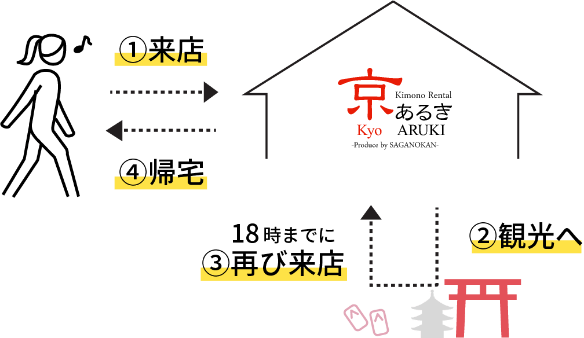 ①来店
④帰宅
京あるき
Kimono Rental
Kyo ARUKI
-Produce by SAGANOKAN-
②観光へ
18時までに
③再び来店